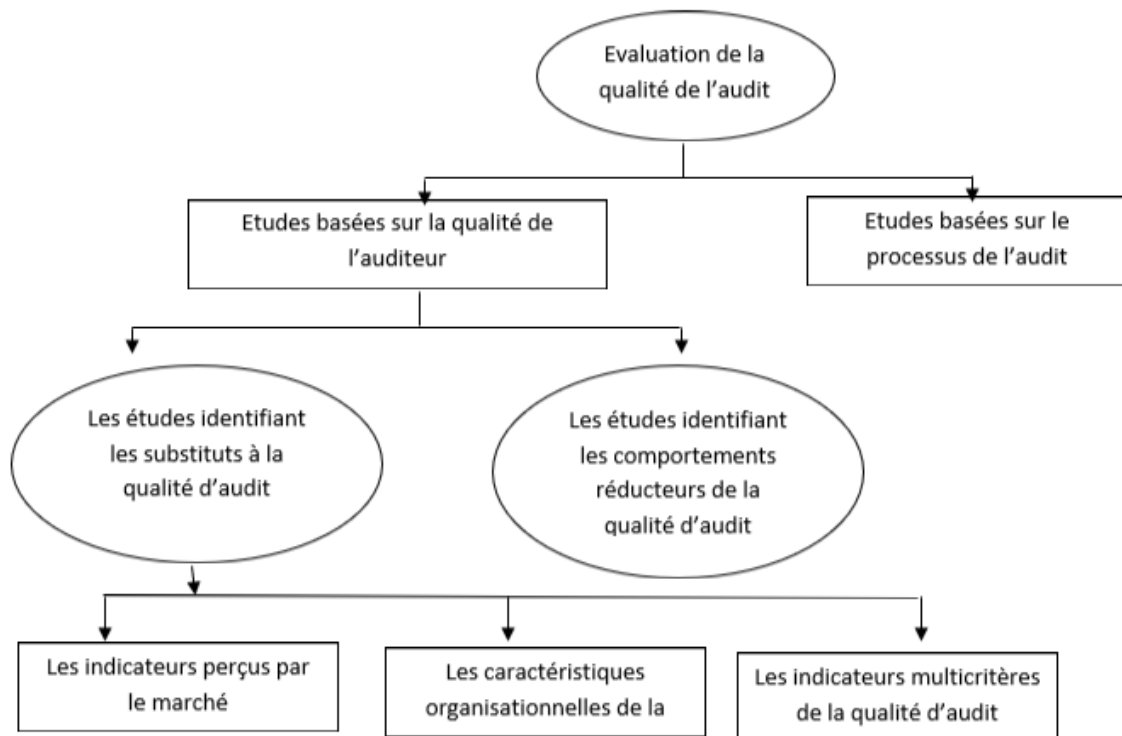 Evaluation de la
qualité de l'audit
Etudes basées sur la qualité de
l'auditeur
Etudes basées sur le
processus de l'audit
Les études identifiant
les substituts à la
qualité d'audit
Les études identifiant
les comportements
réducteurs de la
qualité d'audit
Les indicateurs perçus par
le marché
Les caractéristiques
organisationnelles de la
Les indicateurs multicritères
de la qualité d'audit